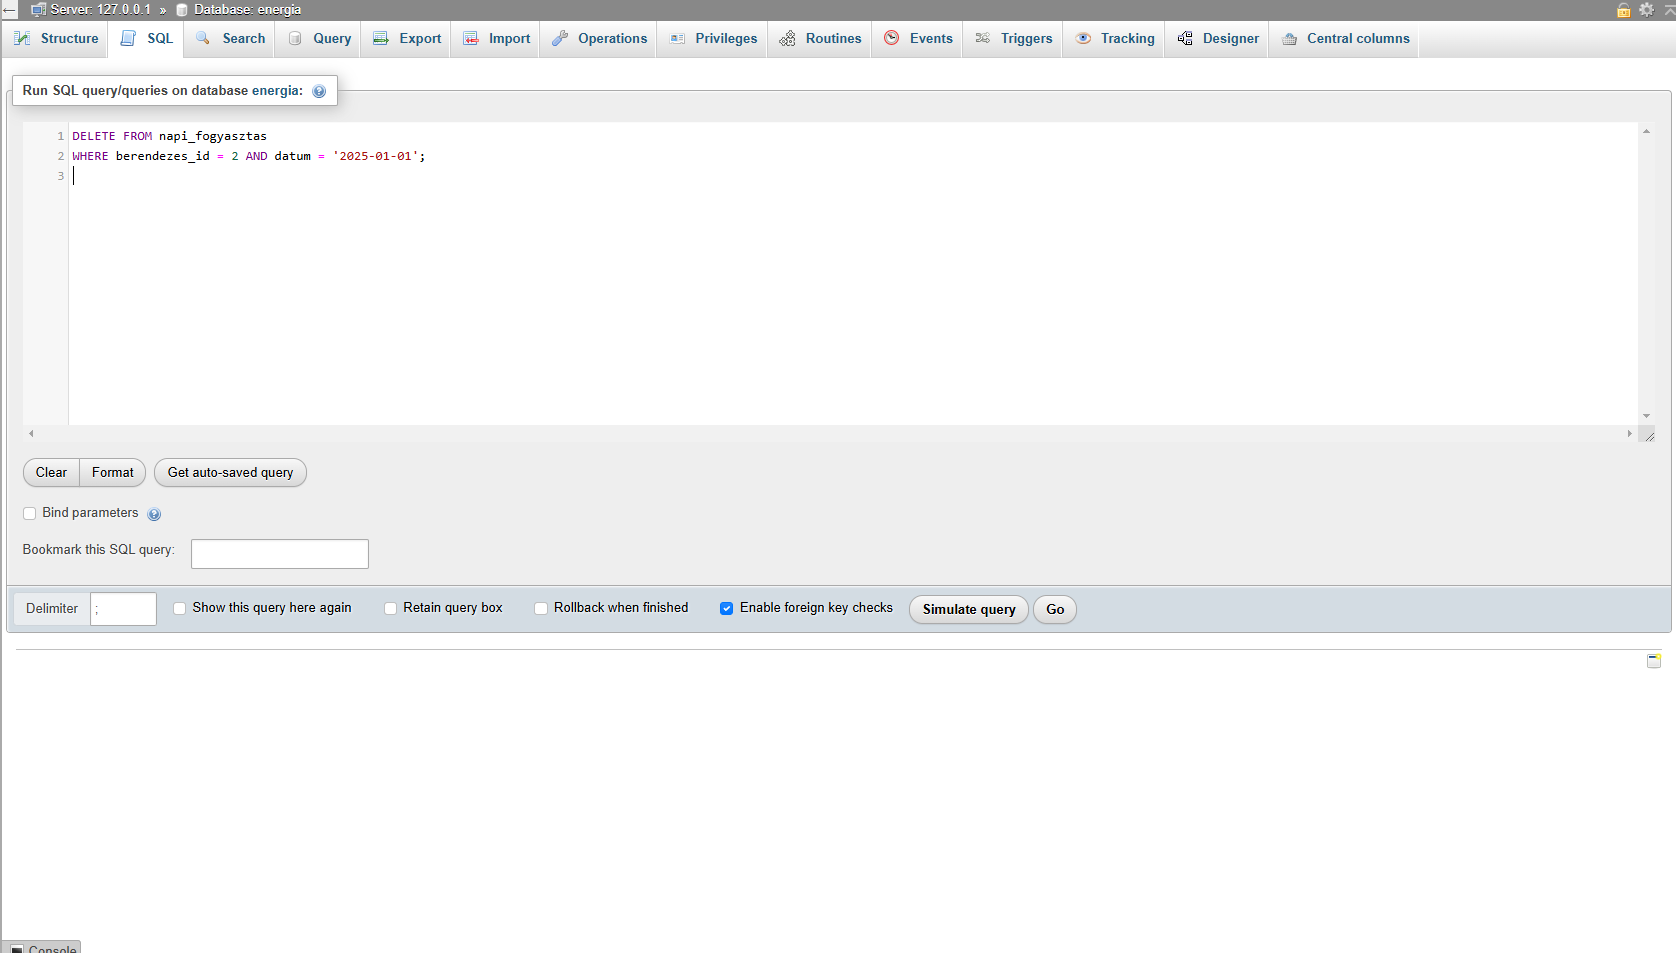 Server: 127.0.0.1 » Database: energia
Structure SQL Search Query Export Import Operations Privileges Routines Events Triggers Tracking Designer Central columns
Run SQL query/queries on database energia:
1 DELETE FROM napi_fogyasztas
2 WHERE berendezes_id = 2 AND datum = '2025-01-01';
3
Clear Format Get auto-saved query
Bind parameters
Bookmark this SQL query:
Delimiter ; Show this query here again Retain query box Rollback when finished Enable foreign key checks Simulate query Go
Console